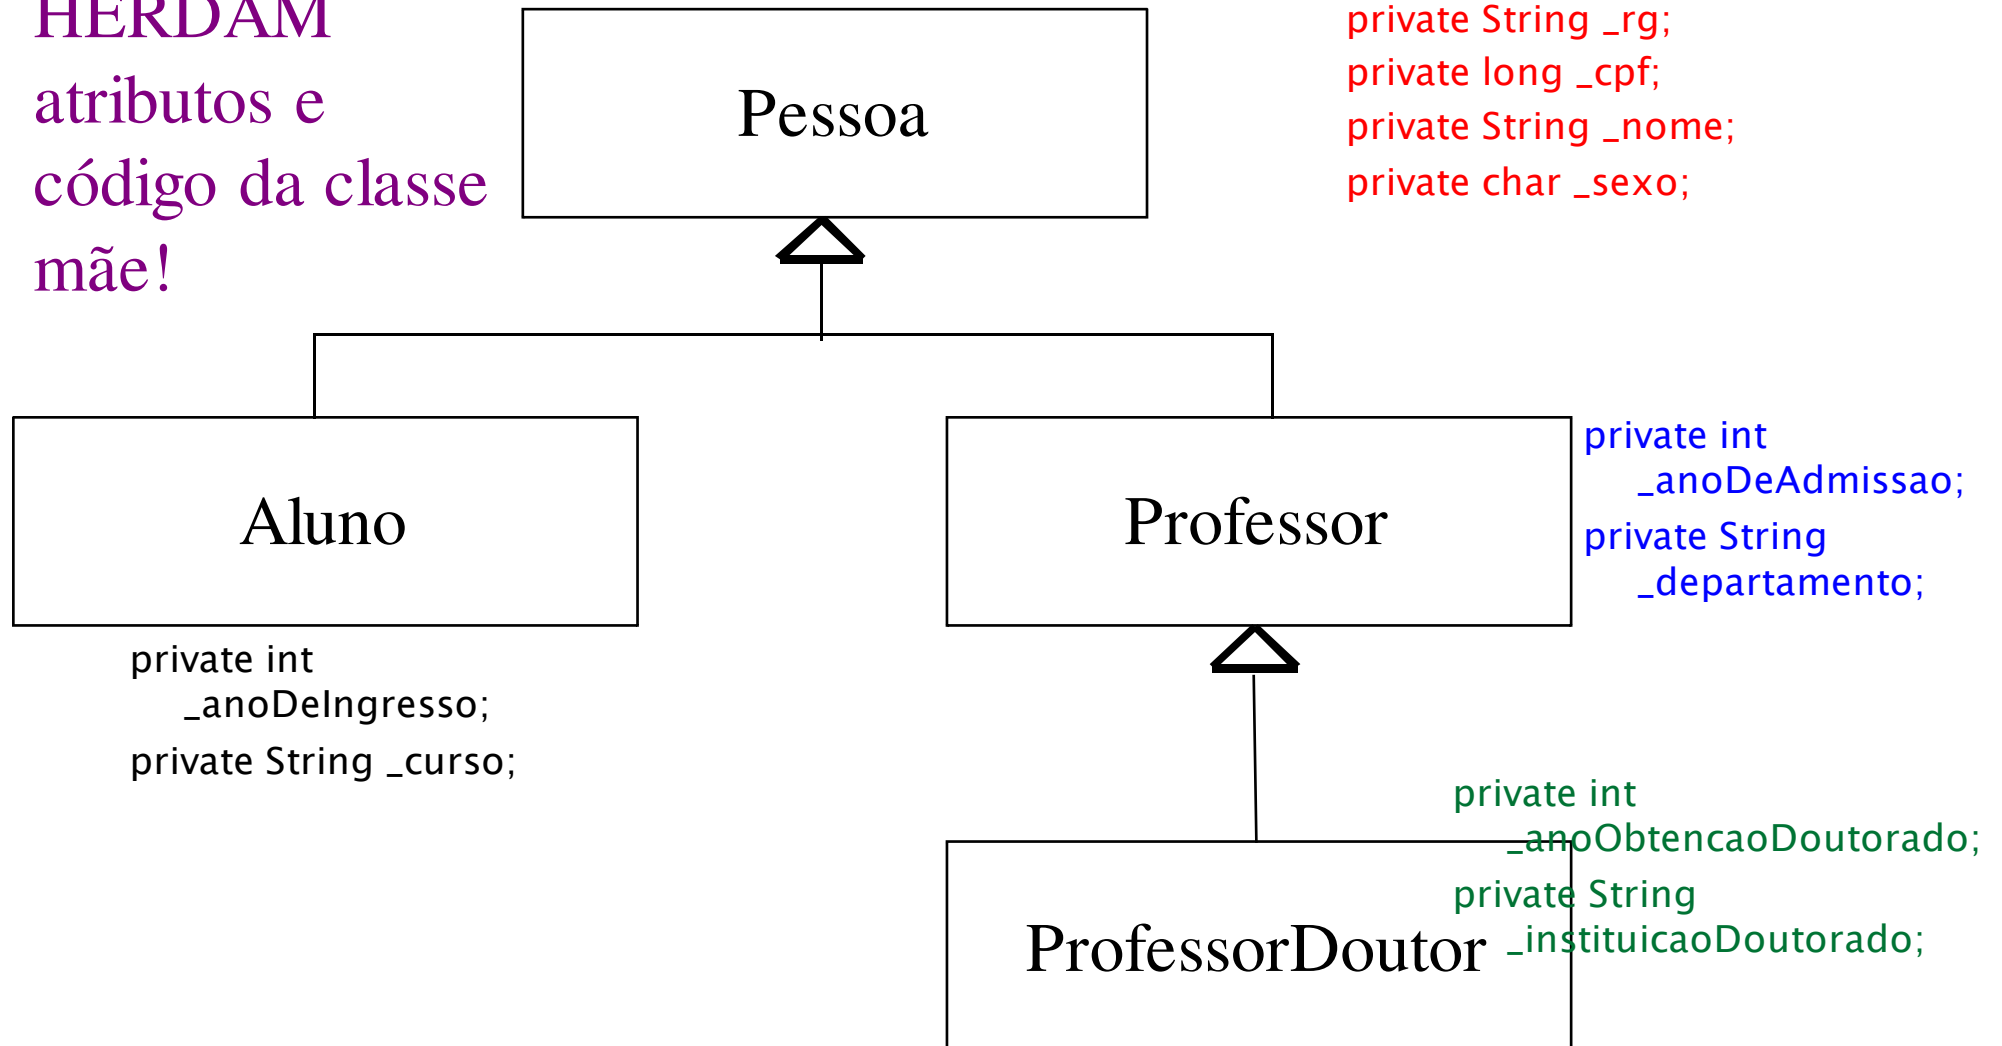 HERDAM
atributos e
código da classe
mãe!
Pessoa
private String _rg;
private long _cpf;
private String _nome;
private char _sexo;
Aluno
private int
_anoDeIngresso;
private String _curso;
Professor
private int
_anoDeAdmissao;
private String
_departamento;
ProfessorDoutor
private int
_anoObtencaoDoutorado;
private String
_instituicaoDoutorado;